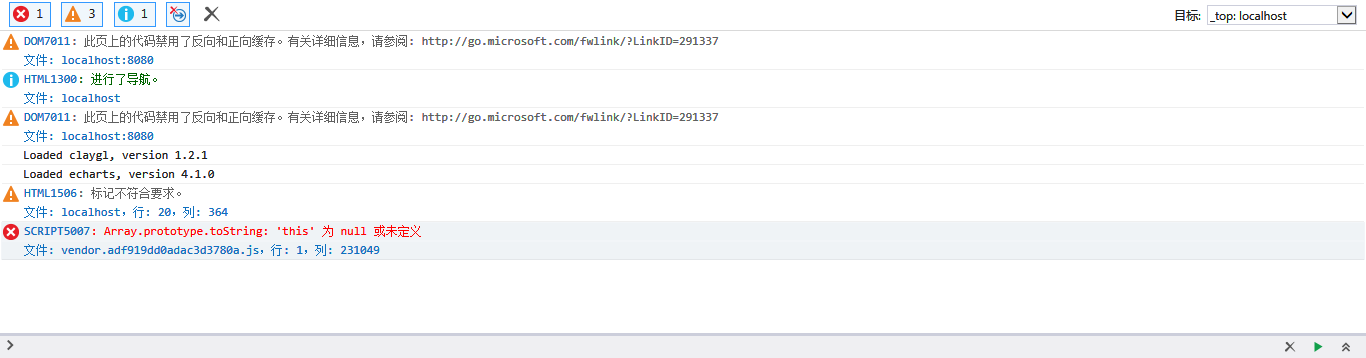 1 3 1 目标: _top: localhost
DOM7011: 此页上的代码禁用了反向和正向缓存。有关详细信息，请参阅: http://go.microsoft.com/fwlink/?LinkID=291337
文件: localhost:8080
HTML1300: 进行了导航。
文件: localhost
DOM7011: 此页上的代码禁用了反向和正向缓存。有关详细信息，请参阅: http://go.microsoft.com/fwlink/?LinkID=291337
文件: localhost:8080
Loaded claygl, version 1.2.1
Loaded echarts, version 4.1.0
HTML1506: 标记不符合要求。
文件: localhost，行: 20，列: 364
SCRIPT5007: Array.prototype.toString: 'this' 为 null 或未定义
文件: vendor.adf919dd0adac3d3780a.js，行: 1，列: 231049